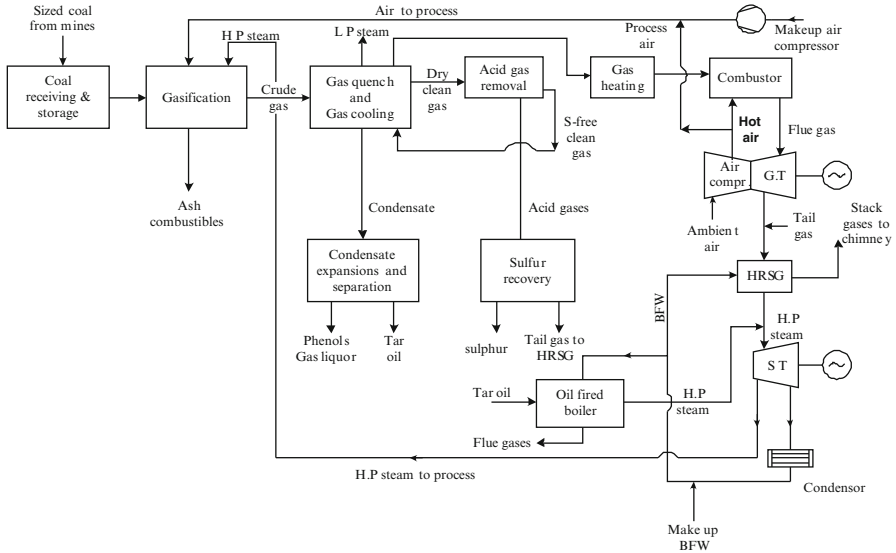 Sized coal
from mines
Air to process
H P steam
L P steam
Process
air
Makeup air
compressor
Coal
receiving &
storage
Gasification
Crude
gas
Gas quench
and
Gas cooling
Dry
clean
gas
Acid gas
removal
Gas
heating
Combustor
S-free
clean
gas
Hot
air
Flue gas
Air
compr.
G.T
Ash
combustibles
Condensate
Acid gases
Ambient
air
Tail
gas
Stack
gases to
chimney
Condensate
expansions and
separation
Sulfur
recovery
HRSG
BFW
Phenols
Gas liquor
Tar
oil
sulphur
Tail gas to
HRSG
H.P
steam
S T
Tar oil
Oil fired
boiler
H.P
steam
Flue gases
H.P steam to process
Condensor
Make up
BFW